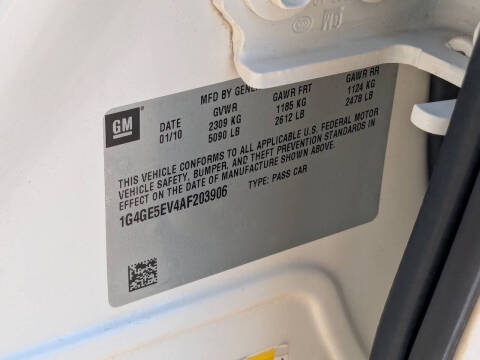 GM
DATE
01/10
MFD BY GENE
GVWR
2309 KG
5090 LB
GAWR FRT
1185 KG
2612 LB
GAWR RR
1124 KG
2478 LB
THIS VEHICLE CONFORMS TO ALL APPLICABLE U.S. FEDERAL MOTOR
VEHICLE SAFETY, BUMPER, AND THEFT PREVENTION STANDARDS IN
EFFECT ON THE DATE OF MANUFACTURE SHOWN ABOVE.
1G4GE5EV4AF203906
TYPE: PASS CAR